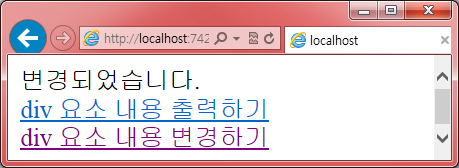 http://localhost:742
localhost
변경되었습니다.
div 요소 내용 출력하기
div 요소 내용 변경하기